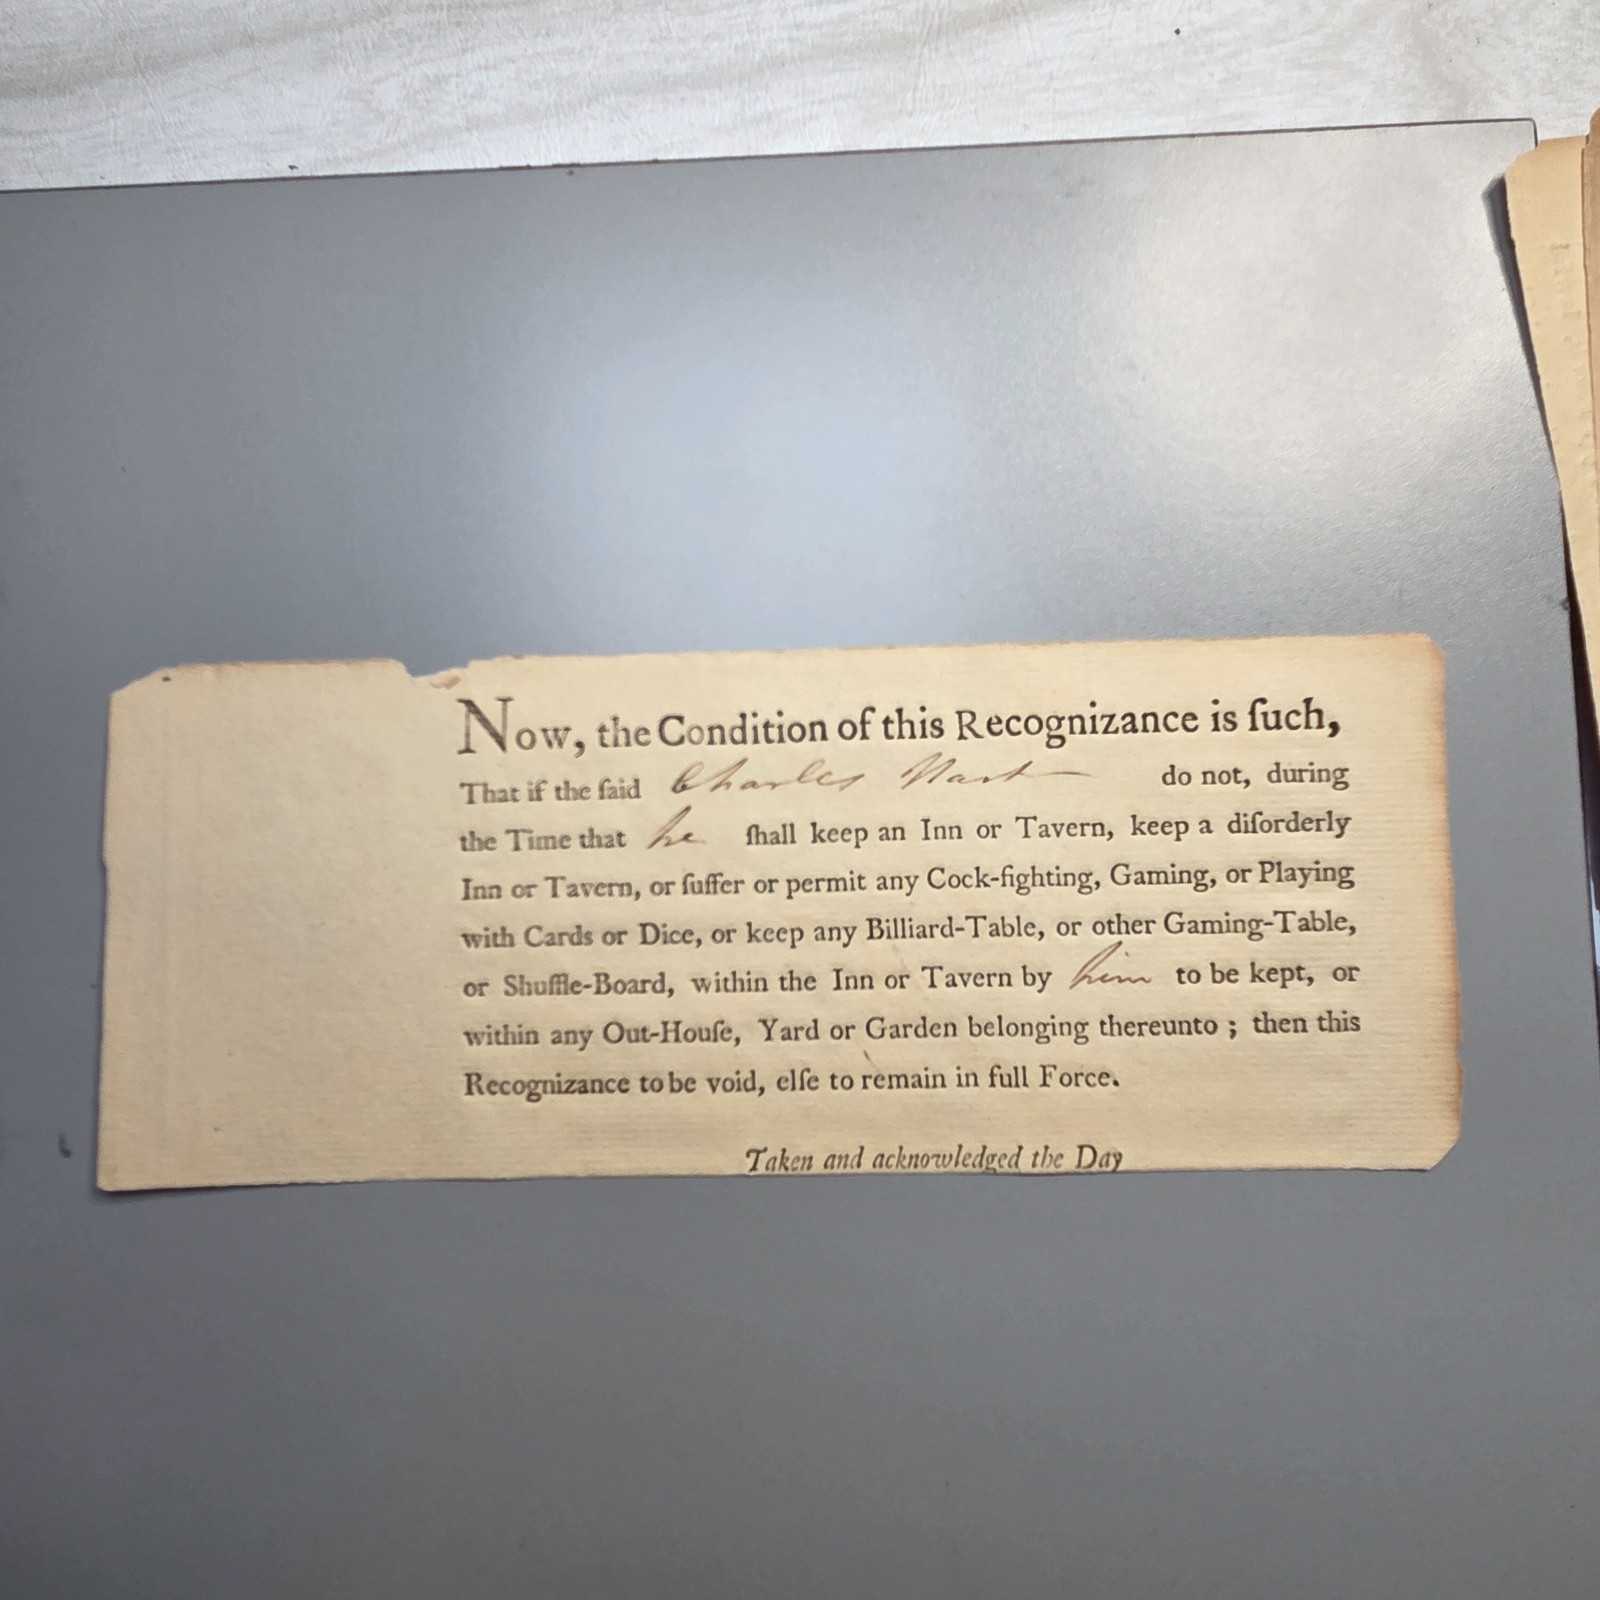 Now, the Condition of this Recognizance is ſuch,
That if the ſaid Charles Hart do not, during
the Time that he ſhall keep an Inn or Tavern, keep a diſorderly
Inn or Tavern, or ſuffer or permit any Cock-fighting, Gaming, or Playing
with Cards or Dice, or keep any Billiard-Table, or other Gaming-Table,
or Shuffle-Board, within the Inn or Tavern by him to be kept, or
within any Out-Houſe, Yard or Garden belonging thereunto ; then this
Recognizance to be void, elſe to remain in full Force.
Taken and acknowledged the Day